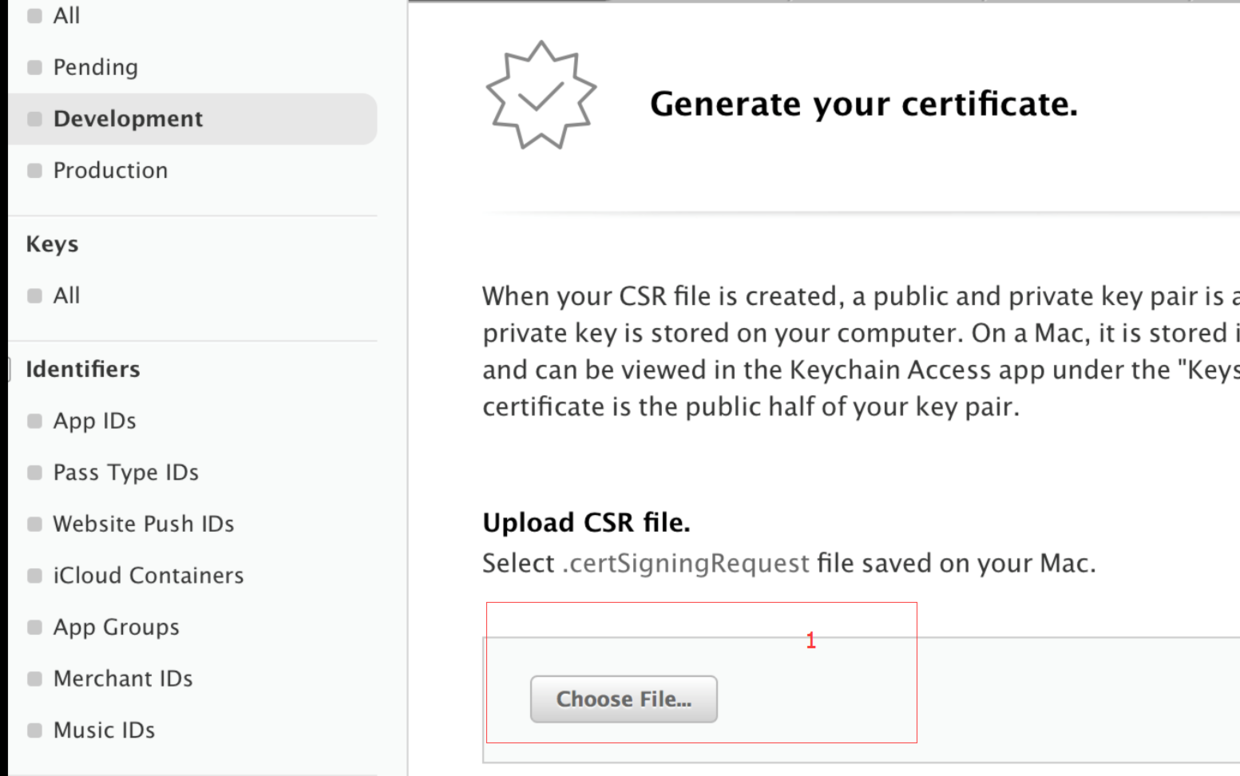 All
Pending
Development
Production
Keys
All
Identifiers
App IDs
Pass Type IDs
Website Push IDs
iCloud Containers
App Groups
Merchant IDs
Music IDs
Generate your certificate.
When your CSR file is created, a public and private key pair is
private key is stored on your computer. On a Mac, it is stored
and can be viewed in the Keychain Access app under the "Keys
certificate is the public half of your key pair.
Upload CSR file.
Select .certSigningRequest file saved on your Mac.
1
Choose File...